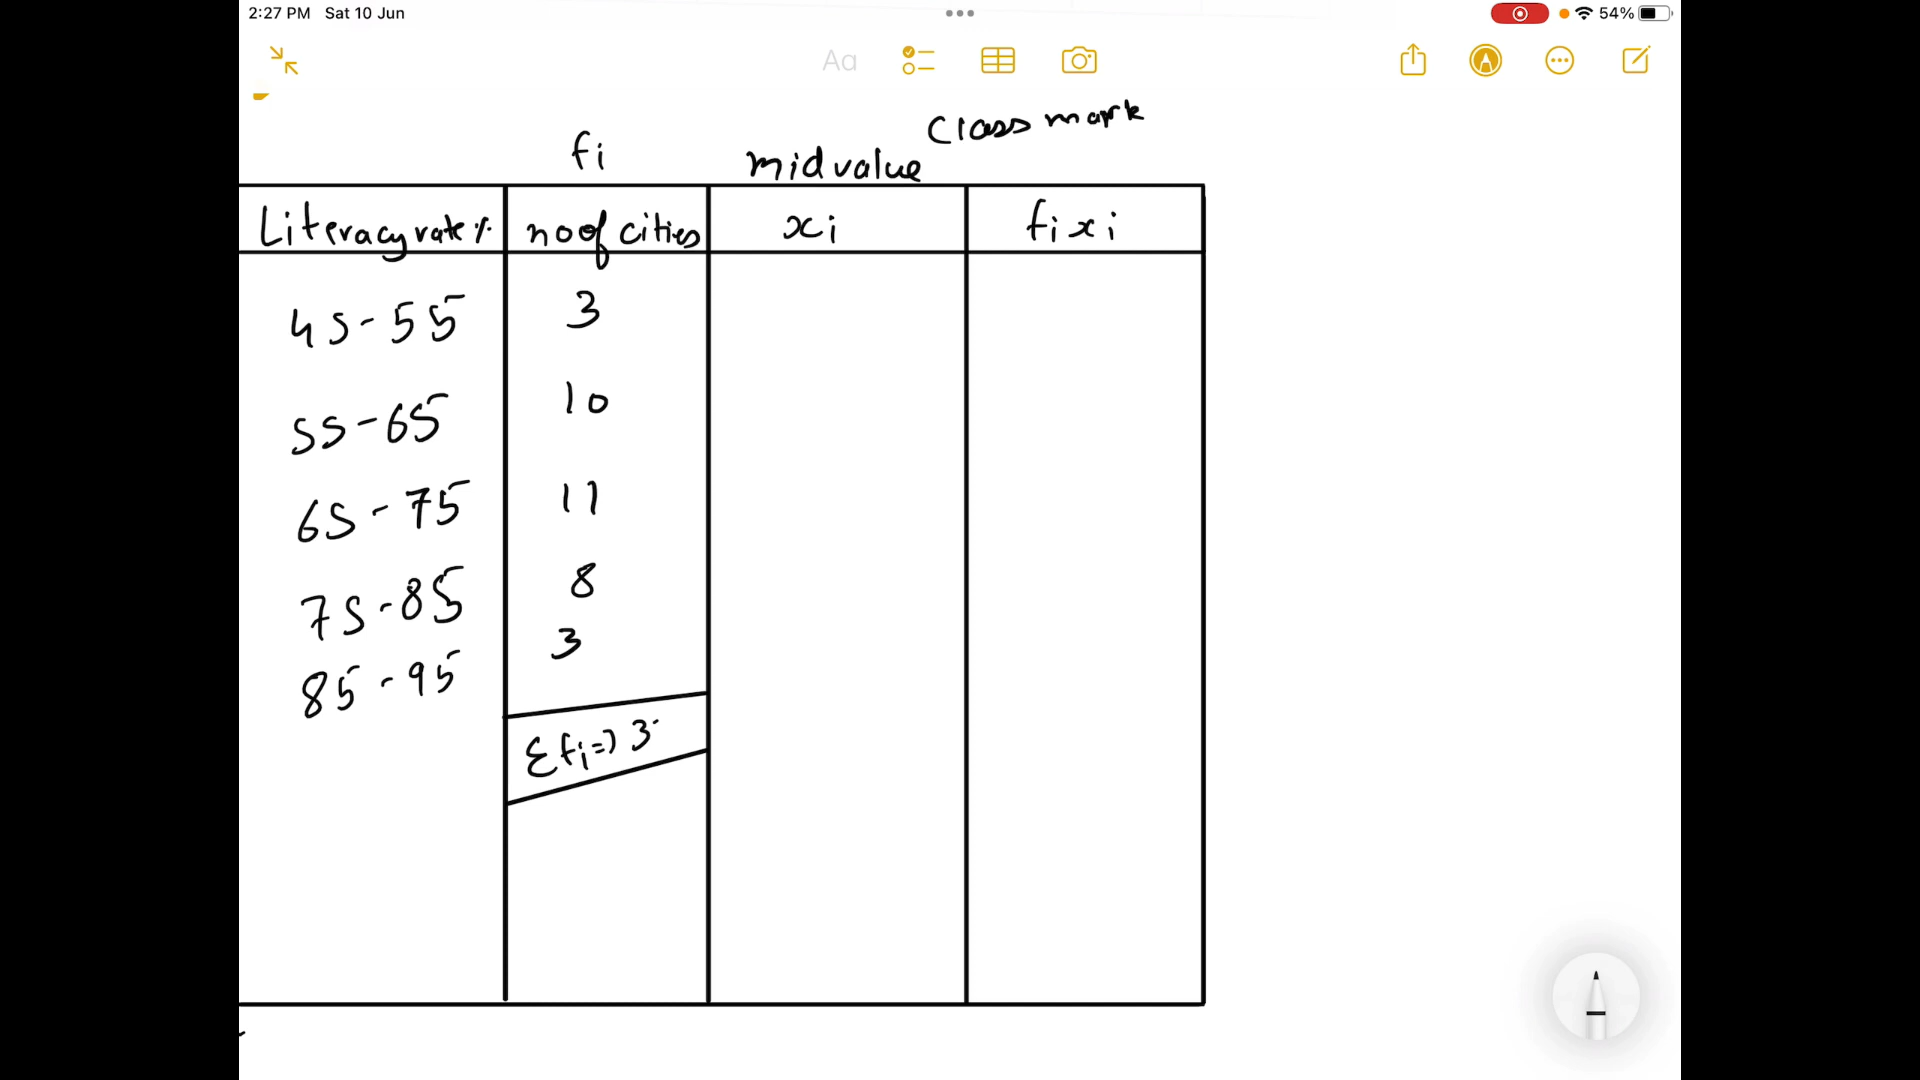 2:27 PM Sat 10 Jun
54%
Aa
Class mark
fi
mid value
Literacy rate % no of cities xi fixi
45-55 3
55-65 10
65-75 11
75-85 8
85-95 3
Σfi => 3